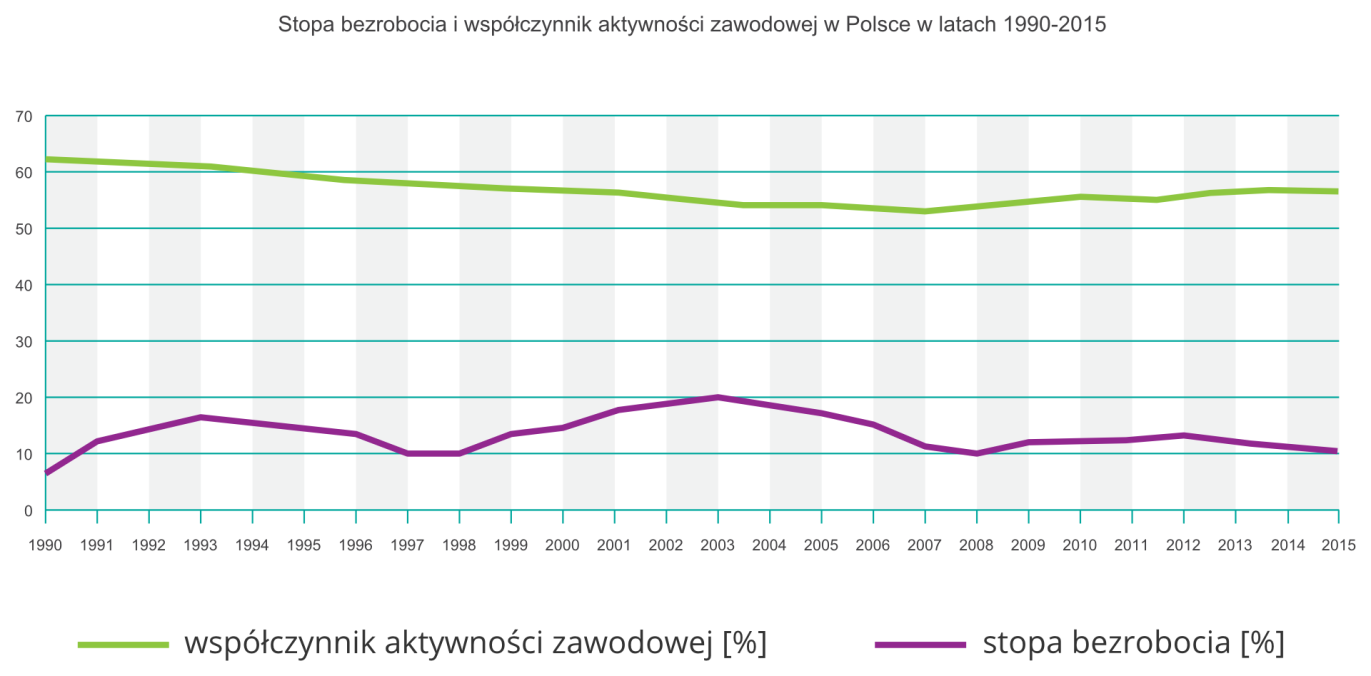 Stopa bezrobocia i współczynnik aktywności zawodowej w Polsce w latach 1990-2015
70
60
50
40
30
20
10
0
1990 1991 1992 1993 1994 1995 1996 1997 1998 1999 2000 2001 2002 2003 2004 2005 2006 2007 2008 2009 2010 2011 2012 2013 2014 2015
współczynnik aktywności zawodowej [%] stopa bezrobocia [%]